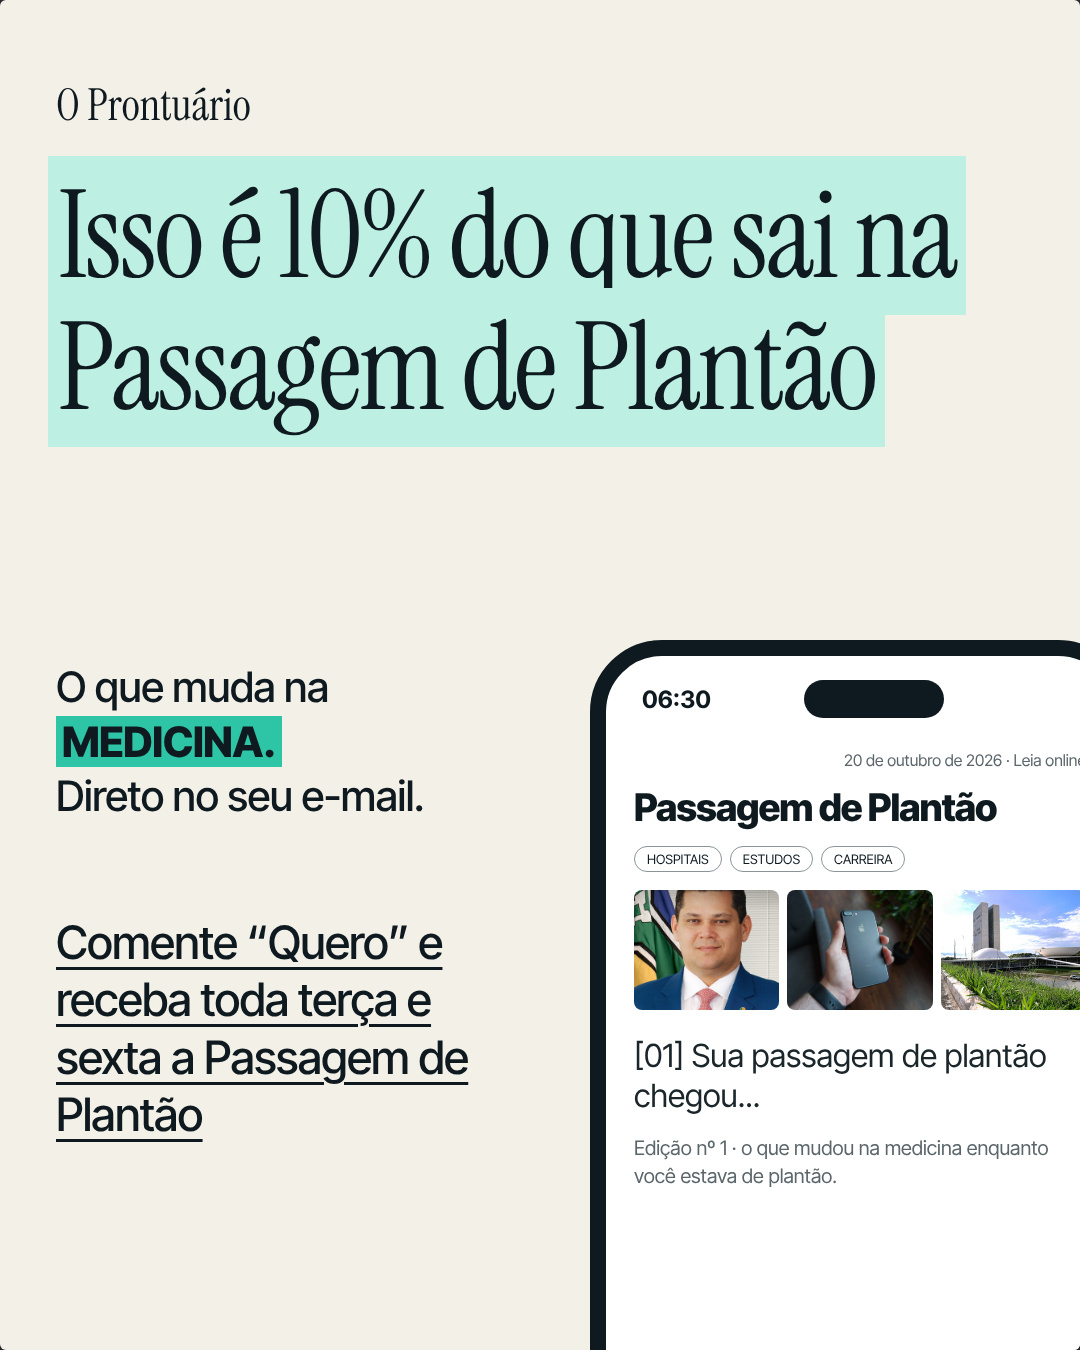 O Prontuário
Isso é 10% do que sai na
Passagem de Plantão
O que muda na
MEDICINA.
Direto no seu e-mail.
Comente “Quero” e
receba toda terça e
sexta a Passagem de
Plantão
06:30
20 de outubro de 2026 · Leia online
Passagem de Plantão
HOSPITAIS ESTUDOS CARREIRA
[01] Sua passagem de plantão
chegou...
Edição nº 1 · o que mudou na medicina enquanto
você estava de plantão.